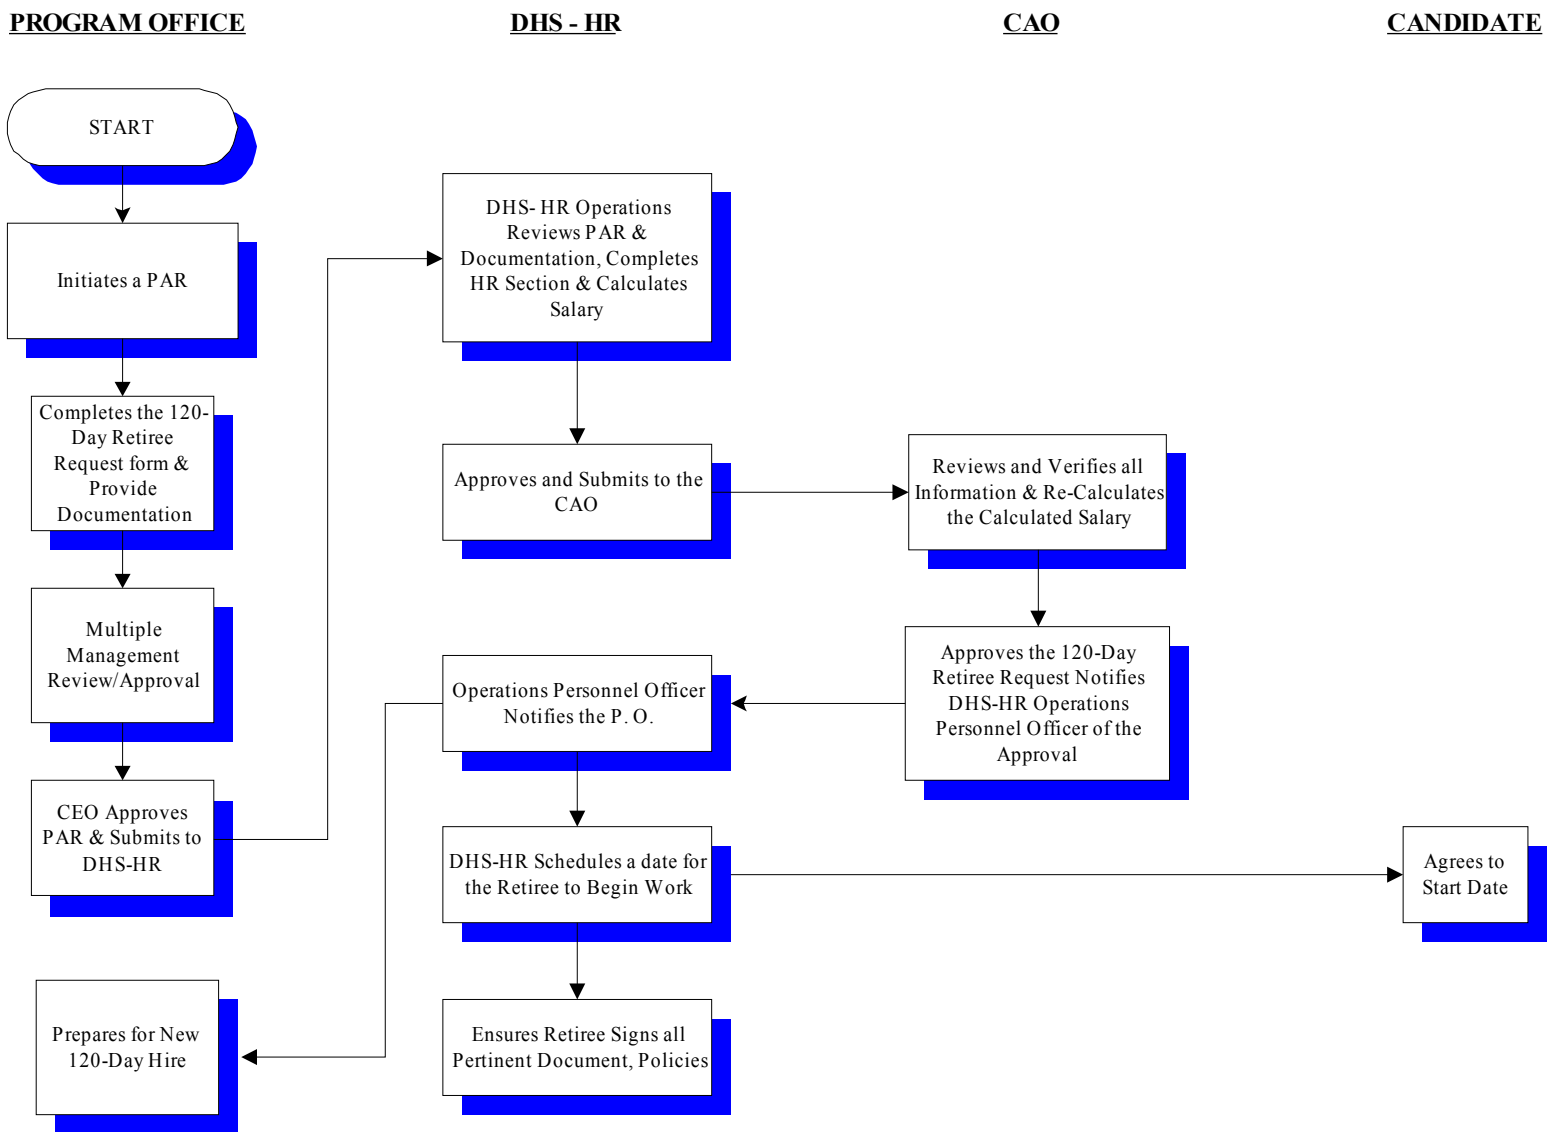 PROGRAM OFFICE
DHS - HR
CAO
CANDIDATE
START
Initiates a PAR
Completes the 120-
Day Retiree
Request form &
Provide
Documentation
Multiple
Management
Review/Approval
CEO Approves
PAR & Submits to
DHS-HR
DHS- HR Operations
Reviews PAR &
Documentation, Completes
HR Section & Calculates
Salary
Approves and Submits to the
CAO
Reviews and Verifies all
Information & Re-Calculates
the Calculated Salary
Approves the 120-Day
Retiree Request Notifies
DHS-HR Operations
Personnel Officer of the
Approval
Operations Personnel Officer
Notifies the P. O.
DHS-HR Schedules a date for
the Retiree to Begin Work
Agrees to
Start Date
Ensures Retiree Signs all
Pertinent Document, Policies
Prepares for New
120-Day Hire